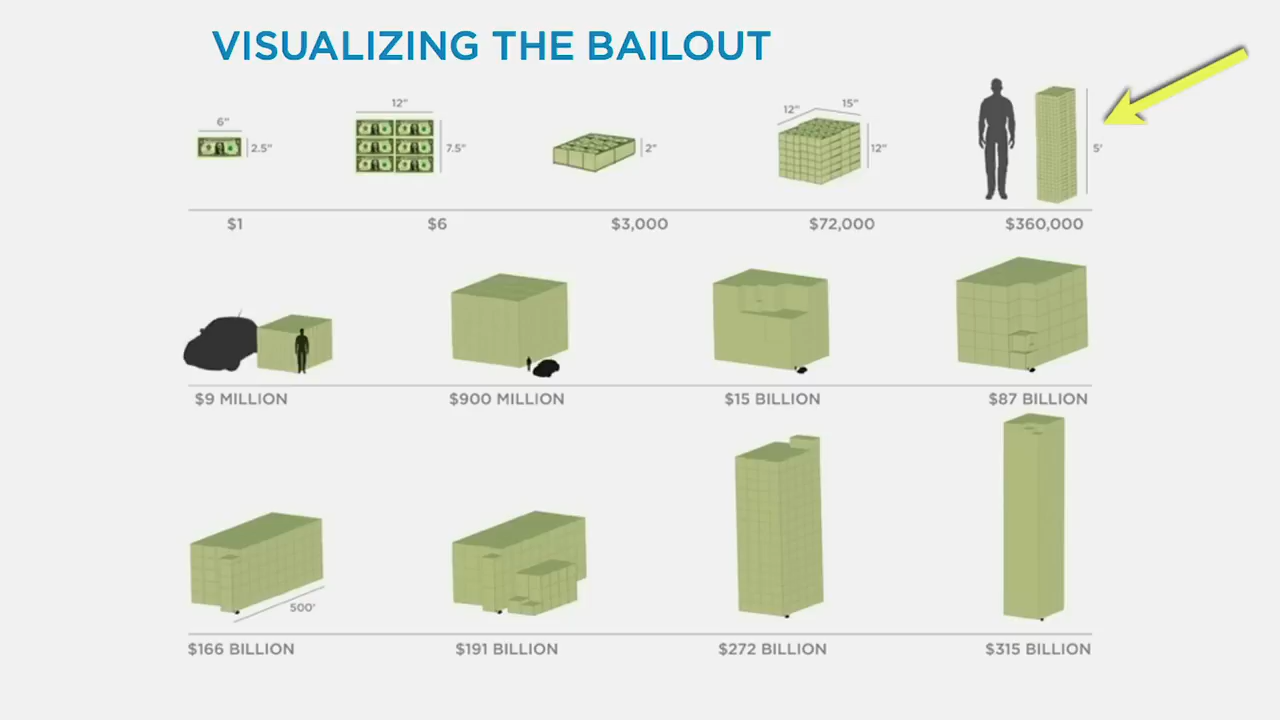 VISUALIZING THE BAILOUT
6"
2.5"
12"
7.5"
2"
12"
15"
12"
5'
$1
$6
$3,000
$72,000
$360,000
$9 MILLION
$900 MILLION
$15 BILLION
$87 BILLION
500'
$166 BILLION
$191 BILLION
$272 BILLION
$315 BILLION